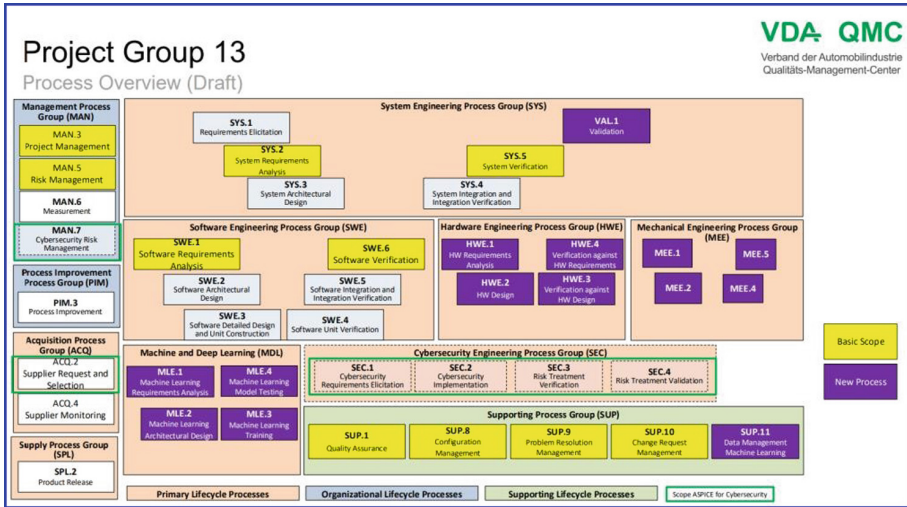 Project Group 13
Process Overview (Draft)
VDA QMC
Verband der Automobilindustrie
Qualitäts-Management-Center
Management Process
Group (MAN)
MAN.3
Project Management
MAN.5
Risk Management
MAN.6
Measurement
MAN.7
Cybersecurity Risk
Management
Process Improvement
Process Group (PIM)
PIM.3
Process Improvement
Acquisition Process
Group (ACQ)
ACQ.2
Supplier Request and
Selection
ACQ.4
Supplier Monitoring
Supply Process Group
(SPL)
SPL.2
Product Release
System Engineering Process Group (SYS)
SYS.1
Requirements Elicitation
SYS.2
System Requirements
Analysis
SYS.3
System Architectural
Design
VAL.1
Validation
SYS.5
System Verification
SYS.4
System Integration and
Integration Verification
Software Engineering Process Group (SWE)
SWE.1
Software Requirements
Analysis
SWE.2
Software Architectural
Design
SWE.3
Software Detailed Design
and Unit Construction
SWE.6
Software Verification
SWE.5
Software Integration and
Integration Verification
SWE.4
Software Unit Verification
Hardware Engineering Process Group (HWE)
HWE.1
HW Requirements
Analysis
HWE.2
HW Design
HWE.4
Verification against
HW Requirements
HWE.3
Verification against
HW Design
Mechanical Engineering Process Group
(MEE)
MEE.1
MEE.2
MEE.5
MEE.4
Machine and Deep Learning (MDL)
MLE.1
Machine Learning
Requirements Analysis
MLE.4
Machine Learning
Model Testing
MLE.2
Machine Learning
Architectural Design
MLE.3
Machine Learning
Training
Cybersecurity Engineering Process Group (SEC)
SEC.1
Cybersecurity
Requirements Elicitation
SEC.2
Cybersecurity
Implementation
SEC.3
Risk Treatment
Verification
SEC.4
Risk Treatment Validation
Supporting Process Group (SUP)
SUP.1
Quality Assurance
SUP.8
Configuration
Management
SUP.9
Problem Resolution
Management
SUP.10
Change Request
Management
SUP.11
Data Management
Machine Learning
Basic Scope
New Process
Primary Lifecycle Processes
Organizational Lifecycle Processes
Supporting Lifecycle Processes
Scope ASPICE for Cybersecurity